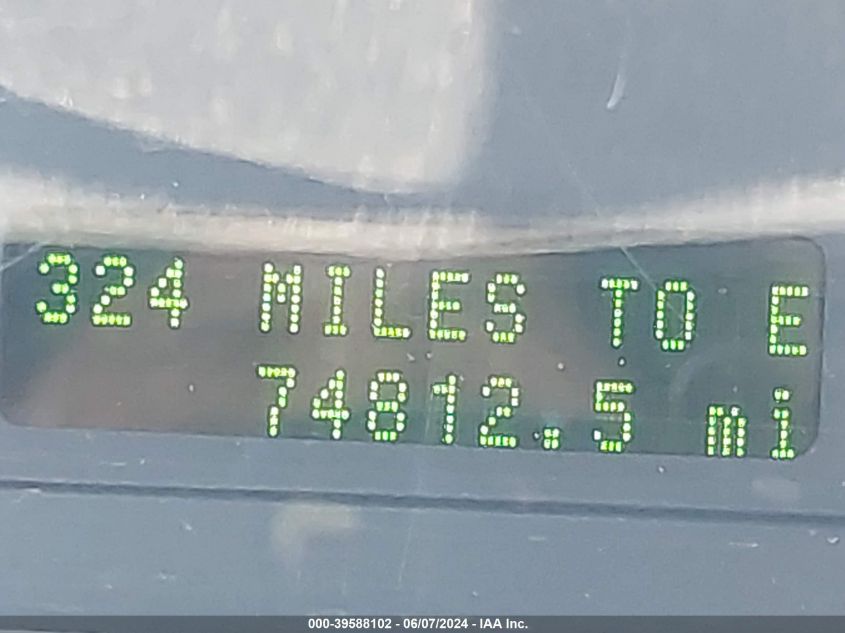 324 MILES TO E
74812.5 mi
000-39588102 - 06/07/2024 - IAA Inc.